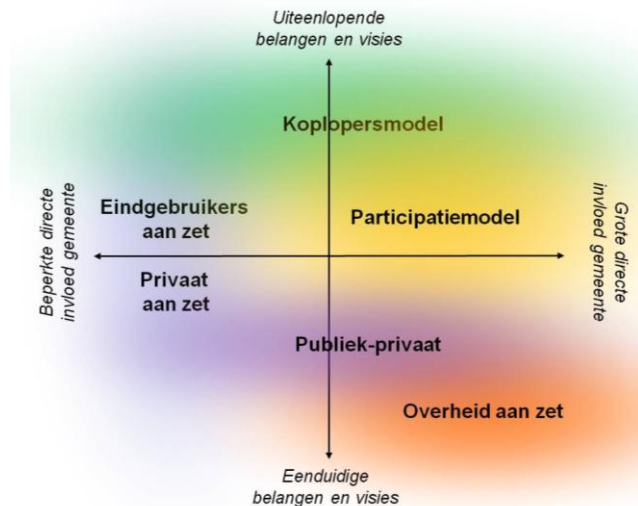 Uiteenlopende
belangen en visies
Koplopersmodel
Eindgebruikers
aan zet
Participatiemodel
Beperkte directe
invloed gemeente
Grote directe
invloed gemeente
Privaat
aan zet
Publiek-privaat
Overheid aan zet
Eenduidige
belangen en visies